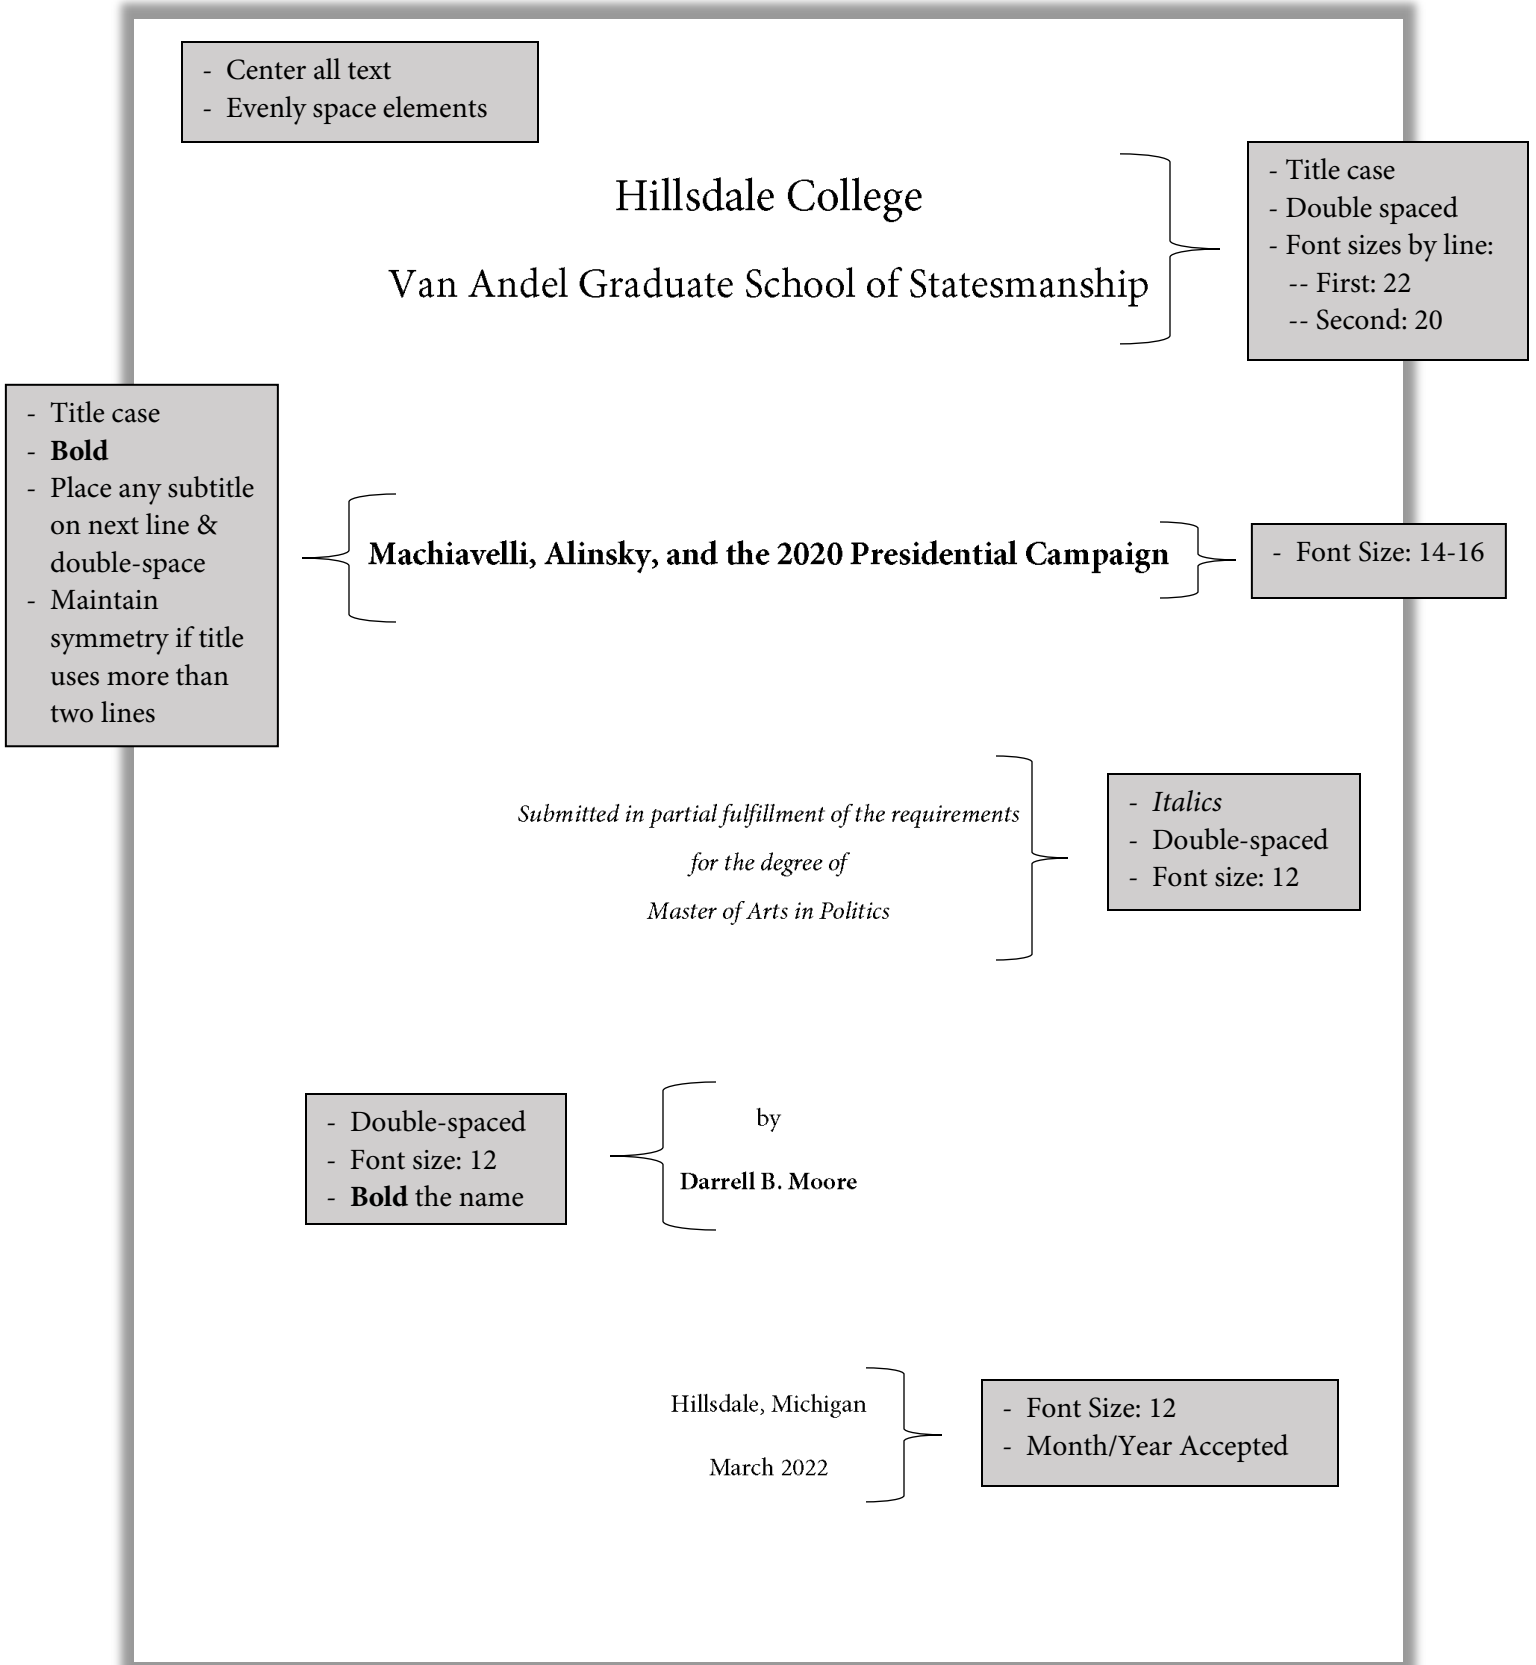 - Center all text
- Evenly space elements
Hillsdale College
Van Andel Graduate School of Statesmanship
- Title case
- Double spaced
- Font sizes by line:
-- First: 22
-- Second: 20
- Title case
- Bold
- Place any subtitle
on next line &
double-space
- Maintain
symmetry if title
uses more than
two lines
Machiavelli, Alinsky, and the 2020 Presidential Campaign
- Font Size: 14-16
Submitted in partial fulfillment of the requirements
for the degree of
Master of Arts in Politics
- Italics
- Double-spaced
- Font size: 12
- Double-spaced
- Font size: 12
- Bold the name
by
Darrell B. Moore
Hillsdale, Michigan
March 2022
- Font Size: 12
- Month/Year Accepted